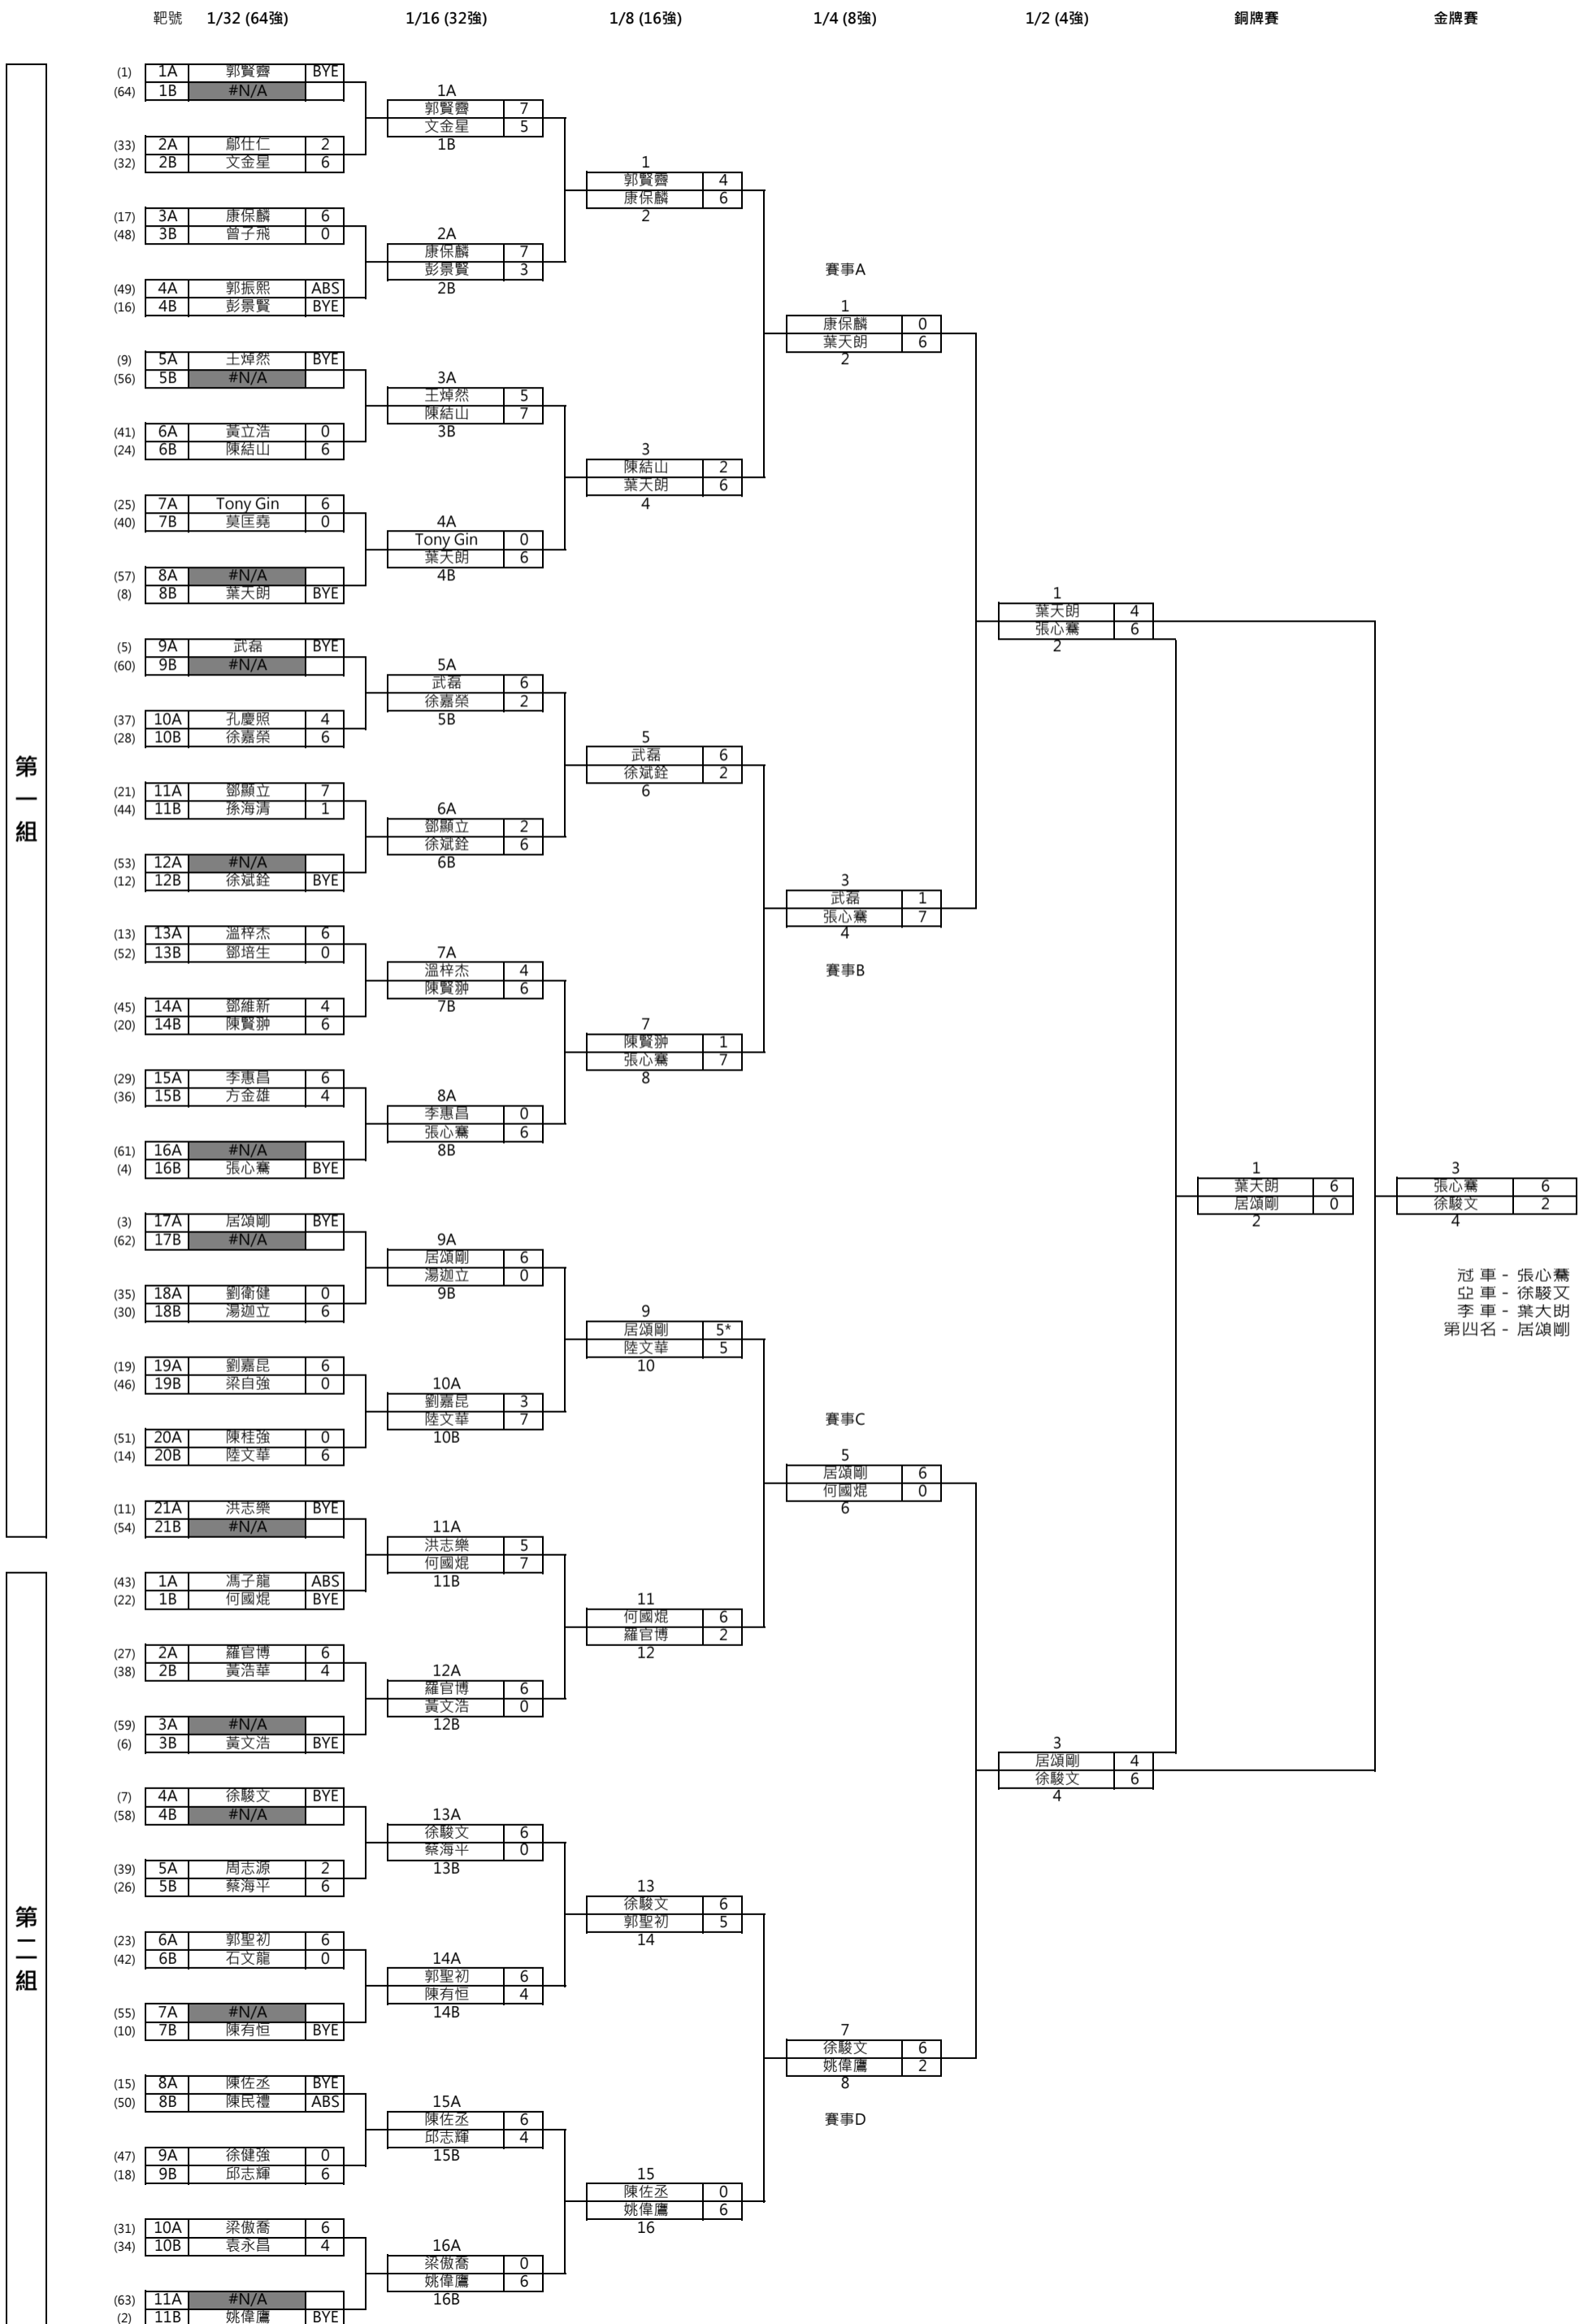 靶號 1/32 (64強) 1/16 (32強) 1/8 (16強) 1/4 (8強) 1/2 (4強) 銅牌賽 金牌賽
第一組
(1) 1A 郭賢霽 BYE
(64) 1B #N/A
(33) 2A 鄔仕仁 2
(32) 2B 文金星 6
(17) 3A 康保麟 6
(48) 3B 曾子飛 0
(49) 4A 郭振熙 ABS
(16) 4B 彭景賢 BYE
(9) 5A 王焯然 BYE
(56) 5B #N/A
(41) 6A 黃立浩 0
(24) 6B 陳結山 6
(25) 7A Tony Gin 6
(40) 7B 莫匡堯 0
(57) 8A #N/A
(8) 8B 葉天朗 BYE
(5) 9A 武磊 BYE
(60) 9B #N/A
(37) 10A 孔慶照 4
(28) 10B 徐嘉榮 6
(21) 11A 鄧顯立 7
(44) 11B 孫海清 1
(53) 12A #N/A
(12) 12B 徐斌銓 BYE
(13) 13A 溫梓杰 6
(52) 13B 鄧培生 0
(45) 14A 鄧維新 4
(20) 14B 陳賢翀 6
(29) 15A 李惠昌 6
(36) 15B 方金雄 4
(61) 16A #N/A
(4) 16B 張心騫 BYE
(3) 17A 居頌剛 BYE
(62) 17B #N/A
(35) 18A 劉衛健 0
(30) 18B 湯迦立 6
(19) 19A 劉嘉昆 6
(46) 19B 梁自強 0
(51) 20A 陳桂強 0
(14) 20B 陸文華 6
(11) 21A 洪志樂 BYE
(54) 21B #N/A
第二組
(43) 1A 馮子龍 ABS
(22) 1B 何國焜 BYE
(27) 2A 羅官博 6
(38) 2B 黃浩華 4
(59) 3A #N/A
(6) 3B 黃文浩 BYE
(7) 4A 徐駿文 BYE
(58) 4B #N/A
(39) 5A 周志源 2
(26) 5B 蔡海平 6
(23) 6A 郭聖初 6
(42) 6B 石文龍 0
(55) 7A #N/A
(10) 7B 陳有恒 BYE
(15) 8A 陳佐丞 BYE
(50) 8B 陳民禮 ABS
(47) 9A 徐健強 0
(18) 9B 邱志輝 6
(31) 10A 梁傲喬 6
(34) 10B 袁永昌 4
(63) 11A #N/A
(2) 11B 姚偉鷹 BYE
1A
郭賢霽 7
文金星 5
1B
2A
康保麟 7
彭景賢 3
2B
3A
王焯然 5
陳結山 7
3B
4A
Tony Gin 0
葉天朗 6
4B
5A
武磊 6
徐嘉榮 2
5B
6A
鄧顯立 2
徐斌銓 6
6B
7A
溫梓杰 4
陳賢翀 6
7B
8A
李惠昌 0
張心騫 6
8B
9A
居頌剛 6
湯迦立 0
9B
10A
劉嘉昆 3
陸文華 7
10B
11A
洪志樂 5
何國焜 7
11B
12A
羅官博 6
黃文浩 0
12B
13A
徐駿文 6
蔡海平 0
13B
14A
郭聖初 6
陳有恒 4
14B
15A
陳佐丞 6
邱志輝 4
15B
16A
梁傲喬 0
姚偉鷹 6
16B
1
郭賢霽 4
康保麟 6
2
3
陳結山 2
葉天朗 6
4
5
武磊 6
徐斌銓 2
6
7
陳賢翀 1
張心騫 7
8
9
居頌剛 5*
陸文華 5
10
11
何國焜 6
羅官博 2
12
13
徐駿文 6
郭聖初 5
14
15
陳佐丞 0
姚偉鷹 6
16
賽事A
1
康保麟 0
葉天朗 6
2
3
武磊 1
張心騫 7
4
賽事B
賽事C
5
居頌剛 6
何國焜 0
6
7
徐駿文 6
姚偉鷹 2
8
賽事D
1
葉天朗 4
張心騫 6
2
3
居頌剛 4
徐駿文 6
4
1
葉天朗 6
居頌剛 0
2
3
張心騫 6
徐駿文 2
4
冠 軍 - 張心騫
亞 軍 - 徐駿文
季 軍 - 葉天朗
第四名 - 居頌剛